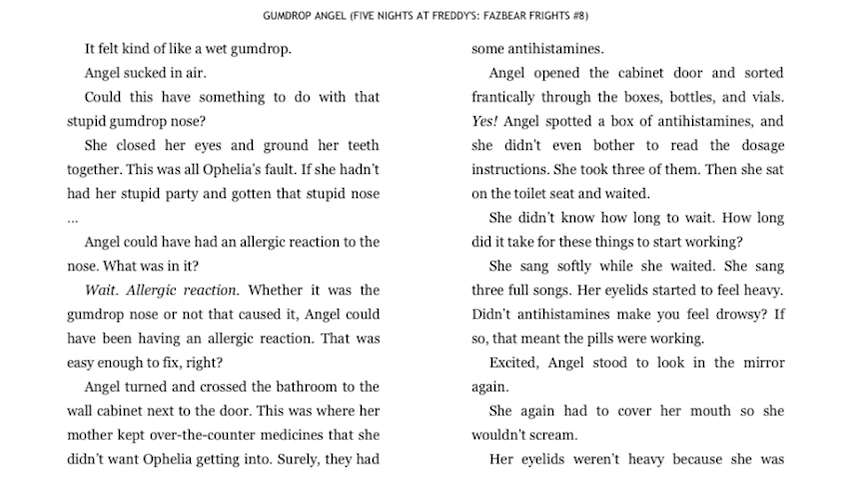 GUMDROP ANGEL (FIVE NIGHTS AT FREDDY'S: FAZBEAR FRIGHTS #8)
It felt kind of like a wet gumdrop.
Angel sucked in air.
Could this have something to do with that
stupid gumdrop nose?
She closed her eyes and ground her teeth
together. This was all Ophelia's fault. If she hadn't
had her stupid party and gotten that stupid nose
...
Angel could have had an allergic reaction to the
nose. What was in it?
Wait. Allergic reaction. Whether it was the
gumdrop nose or not that caused it, Angel could
have been having an allergic reaction. That was
easy enough to fix, right?
Angel turned and crossed the bathroom to the
wall cabinet next to the door. This was where her
mother kept over-the-counter medicines that she
didn't want Ophelia getting into. Surely, they had
some antihistamines.
Angel opened the cabinet door and sorted
frantically through the boxes, bottles, and vials.
Yes! Angel spotted a box of antihistamines, and
she didn't even bother to read the dosage
instructions. She took three of them. Then she sat
on the toilet seat and waited.
She didn't know how long to wait. How long
did it take for these things to start working?
She sang softly while she waited. She sang
three full songs. Her eyelids started to feel heavy.
Didn't antihistamines make you feel drowsy? If
so, that meant the pills were working.
Excited, Angel stood to look in the mirror
again.
She again had to cover her mouth so she
wouldn't scream.
Her eyelids weren't heavy because she was